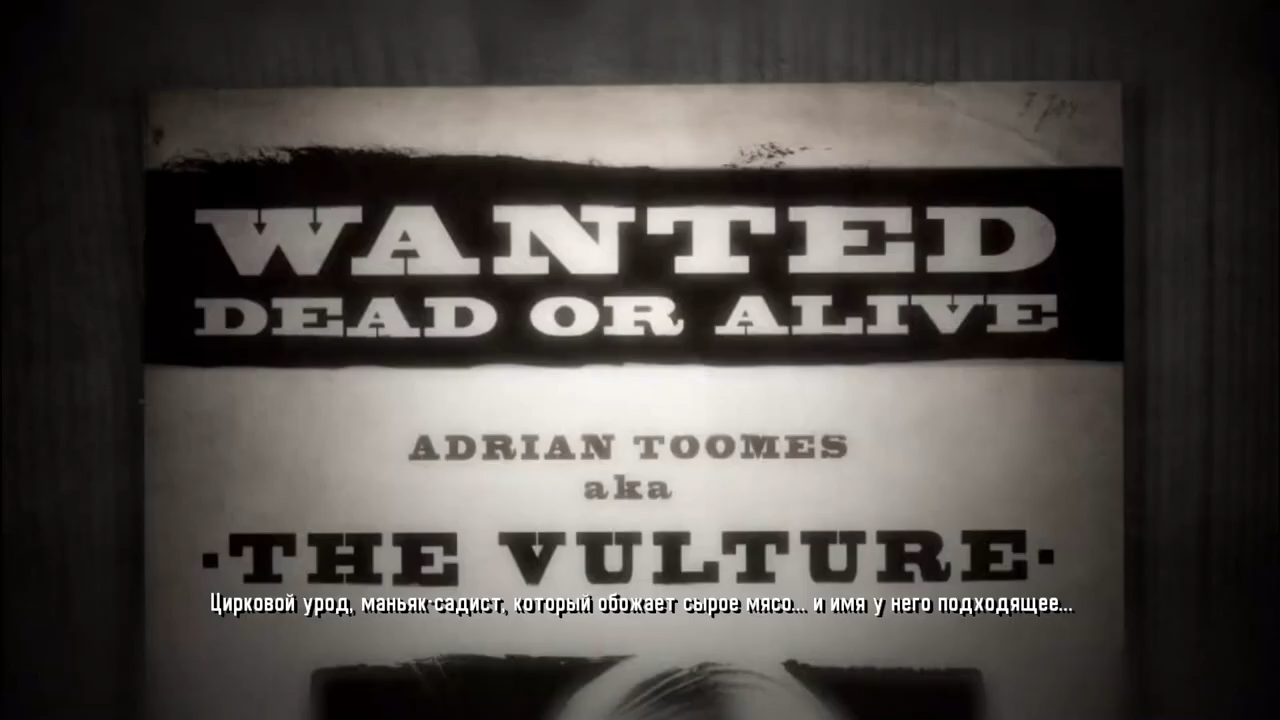 WANTED
DEAD OR ALIVE
ADRIAN TOOMES
aka
·THE VULTURE·
Цирковой урод, маньяк-садист, который обожает сырое мясо... и имя у него подходящее...